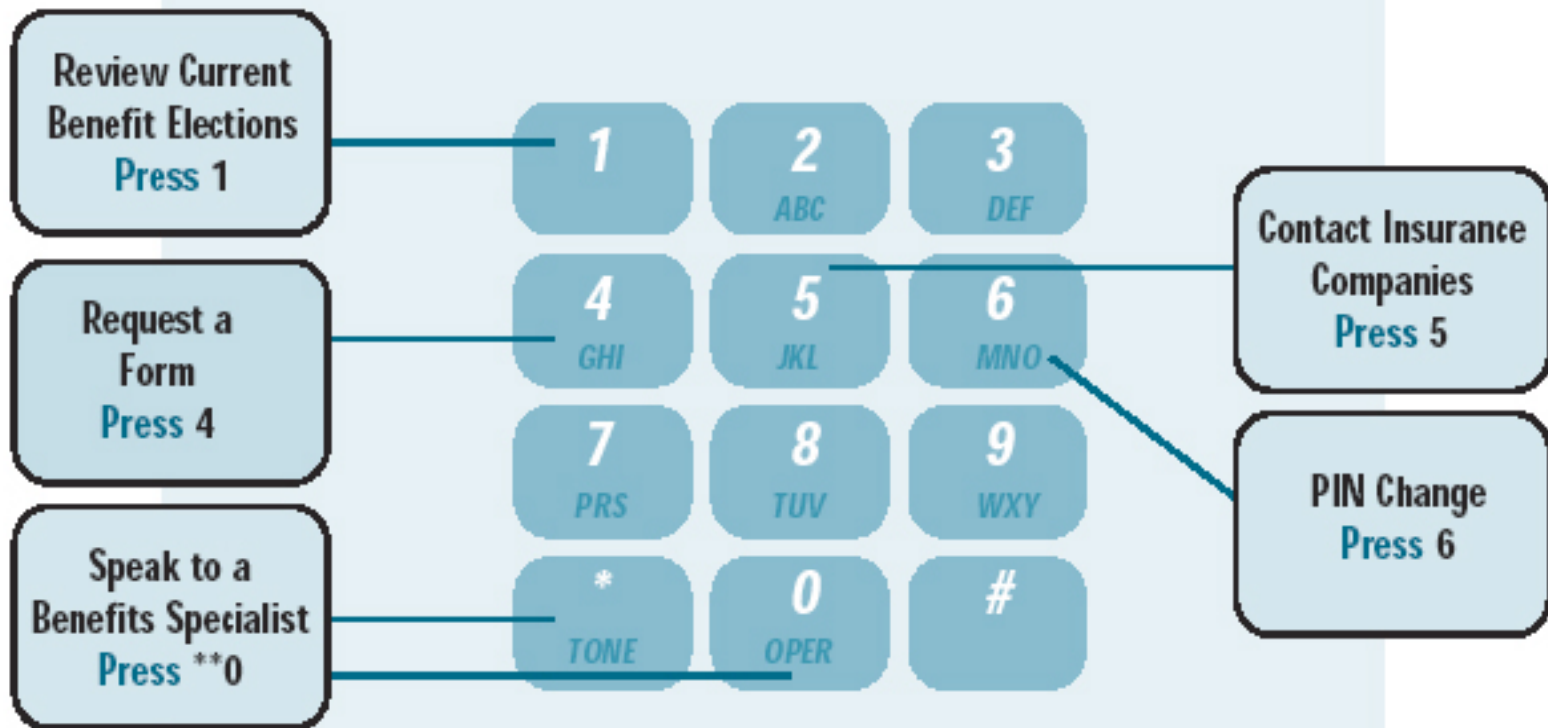 Review Current
Benefit Elections
Press 1
Request a
Form
Press 4
Speak to a
Benefits Specialist
Press **0
1
2
ABC
3
DEF
4
GHI
5
JKL
6
MNO
7
PRS
8
TUV
9
WXY
*
TONE
0
OPER
#
Contact Insurance
Companies
Press 5
PIN Change
Press 6